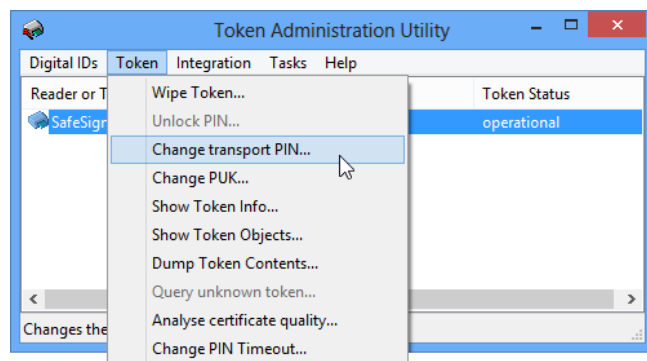 Token Administration Utility
Digital IDs Token Integration Tasks Help
Reader or T Token Status
SafeSign operational
Wipe Token...
Unlock PIN...
Change transport PIN...
Change PUK...
Show Token Info...
Show Token Objects...
Dump Token Contents...
Query unknown token...
Analyse certificate quality...
Changes the
Change PIN Timeout...